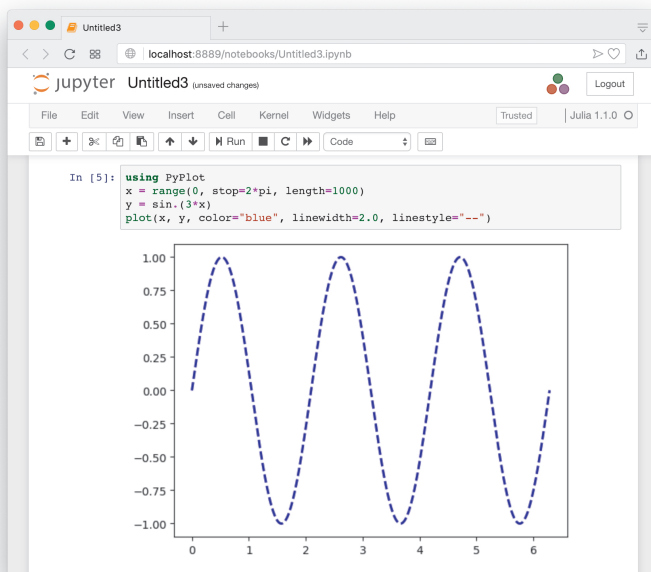 Untitled3
localhost:8889/notebooks/Untitled3.ipynb
jupyter Untitled3 (unsaved changes) Logout
File Edit View Insert Cell Kernel Widgets Help Trusted Julia 1.1.0
Run Code
In [5]: using PyPlot
x = range(0, stop=2*pi, length=1000)
y = sin.(3*x)
plot(x, y, color="blue", linewidth=2.0, linestyle="--")
1.00
0.75
0.50
0.25
0.00
−0.25
−0.50
−0.75
−1.00
0 1 2 3 4 5 6